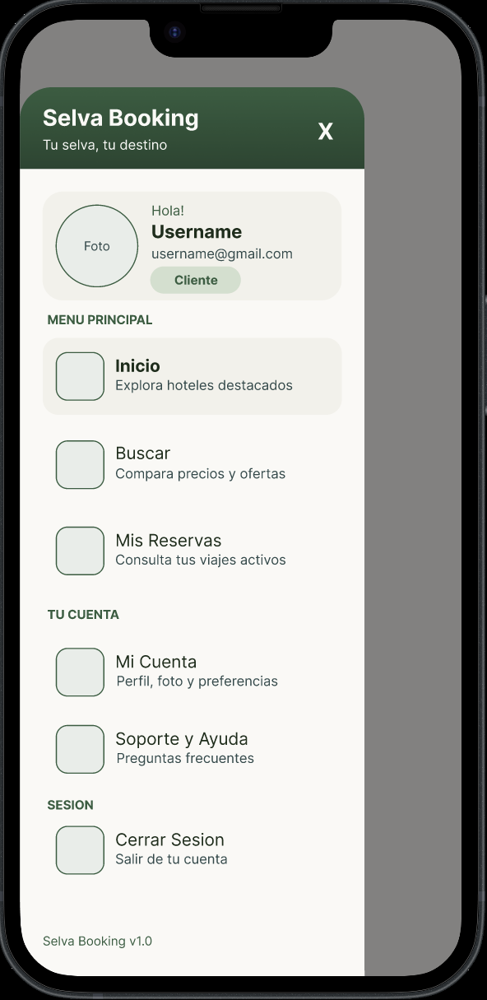 Selva Booking
X
Tu selva, tu destino
Foto
Hola!
Username
username@gmail.com
Cliente
MENU PRINCIPAL
Inicio
Explora hoteles destacados
Buscar
Compara precios y ofertas
Mis Reservas
Consulta tus viajes activos
TU CUENTA
Mi Cuenta
Perfil, foto y preferencias
Soporte y Ayuda
Preguntas frecuentes
SESION
Cerrar Sesion
Salir de tu cuenta
Selva Booking v1.0